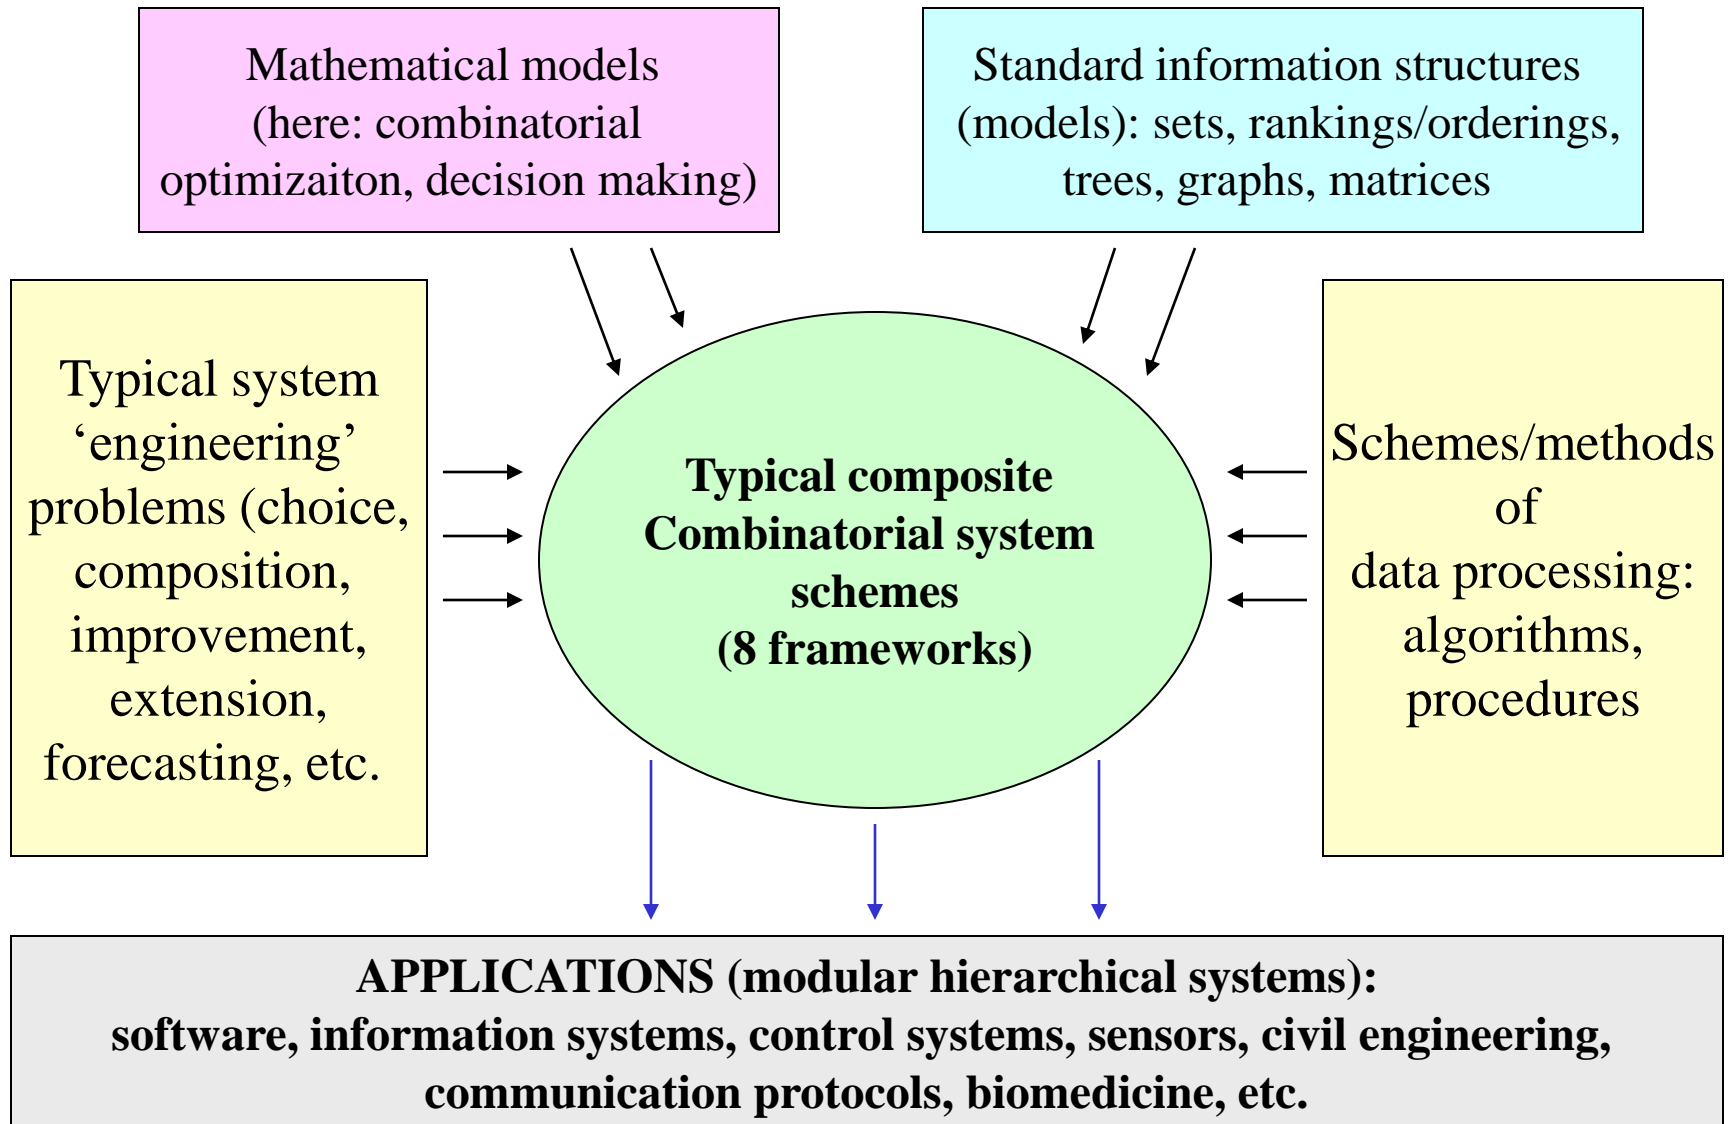 Mathematical models
(here: combinatorial
optimizaiton, decision making)
Standard information structures
(models): sets, rankings/orderings,
trees, graphs, matrices
Typical system
‘engineering’
problems (choice,
composition,
improvement,
extension,
forecasting, etc.
Typical composite
Combinatorial system
schemes
(8 frameworks)
Schemes/methods
of
data processing:
algorithms,
procedures
APPLICATIONS (modular hierarchical systems):
software, information systems, control systems, sensors, civil engineering,
communication protocols, biomedicine, etc.